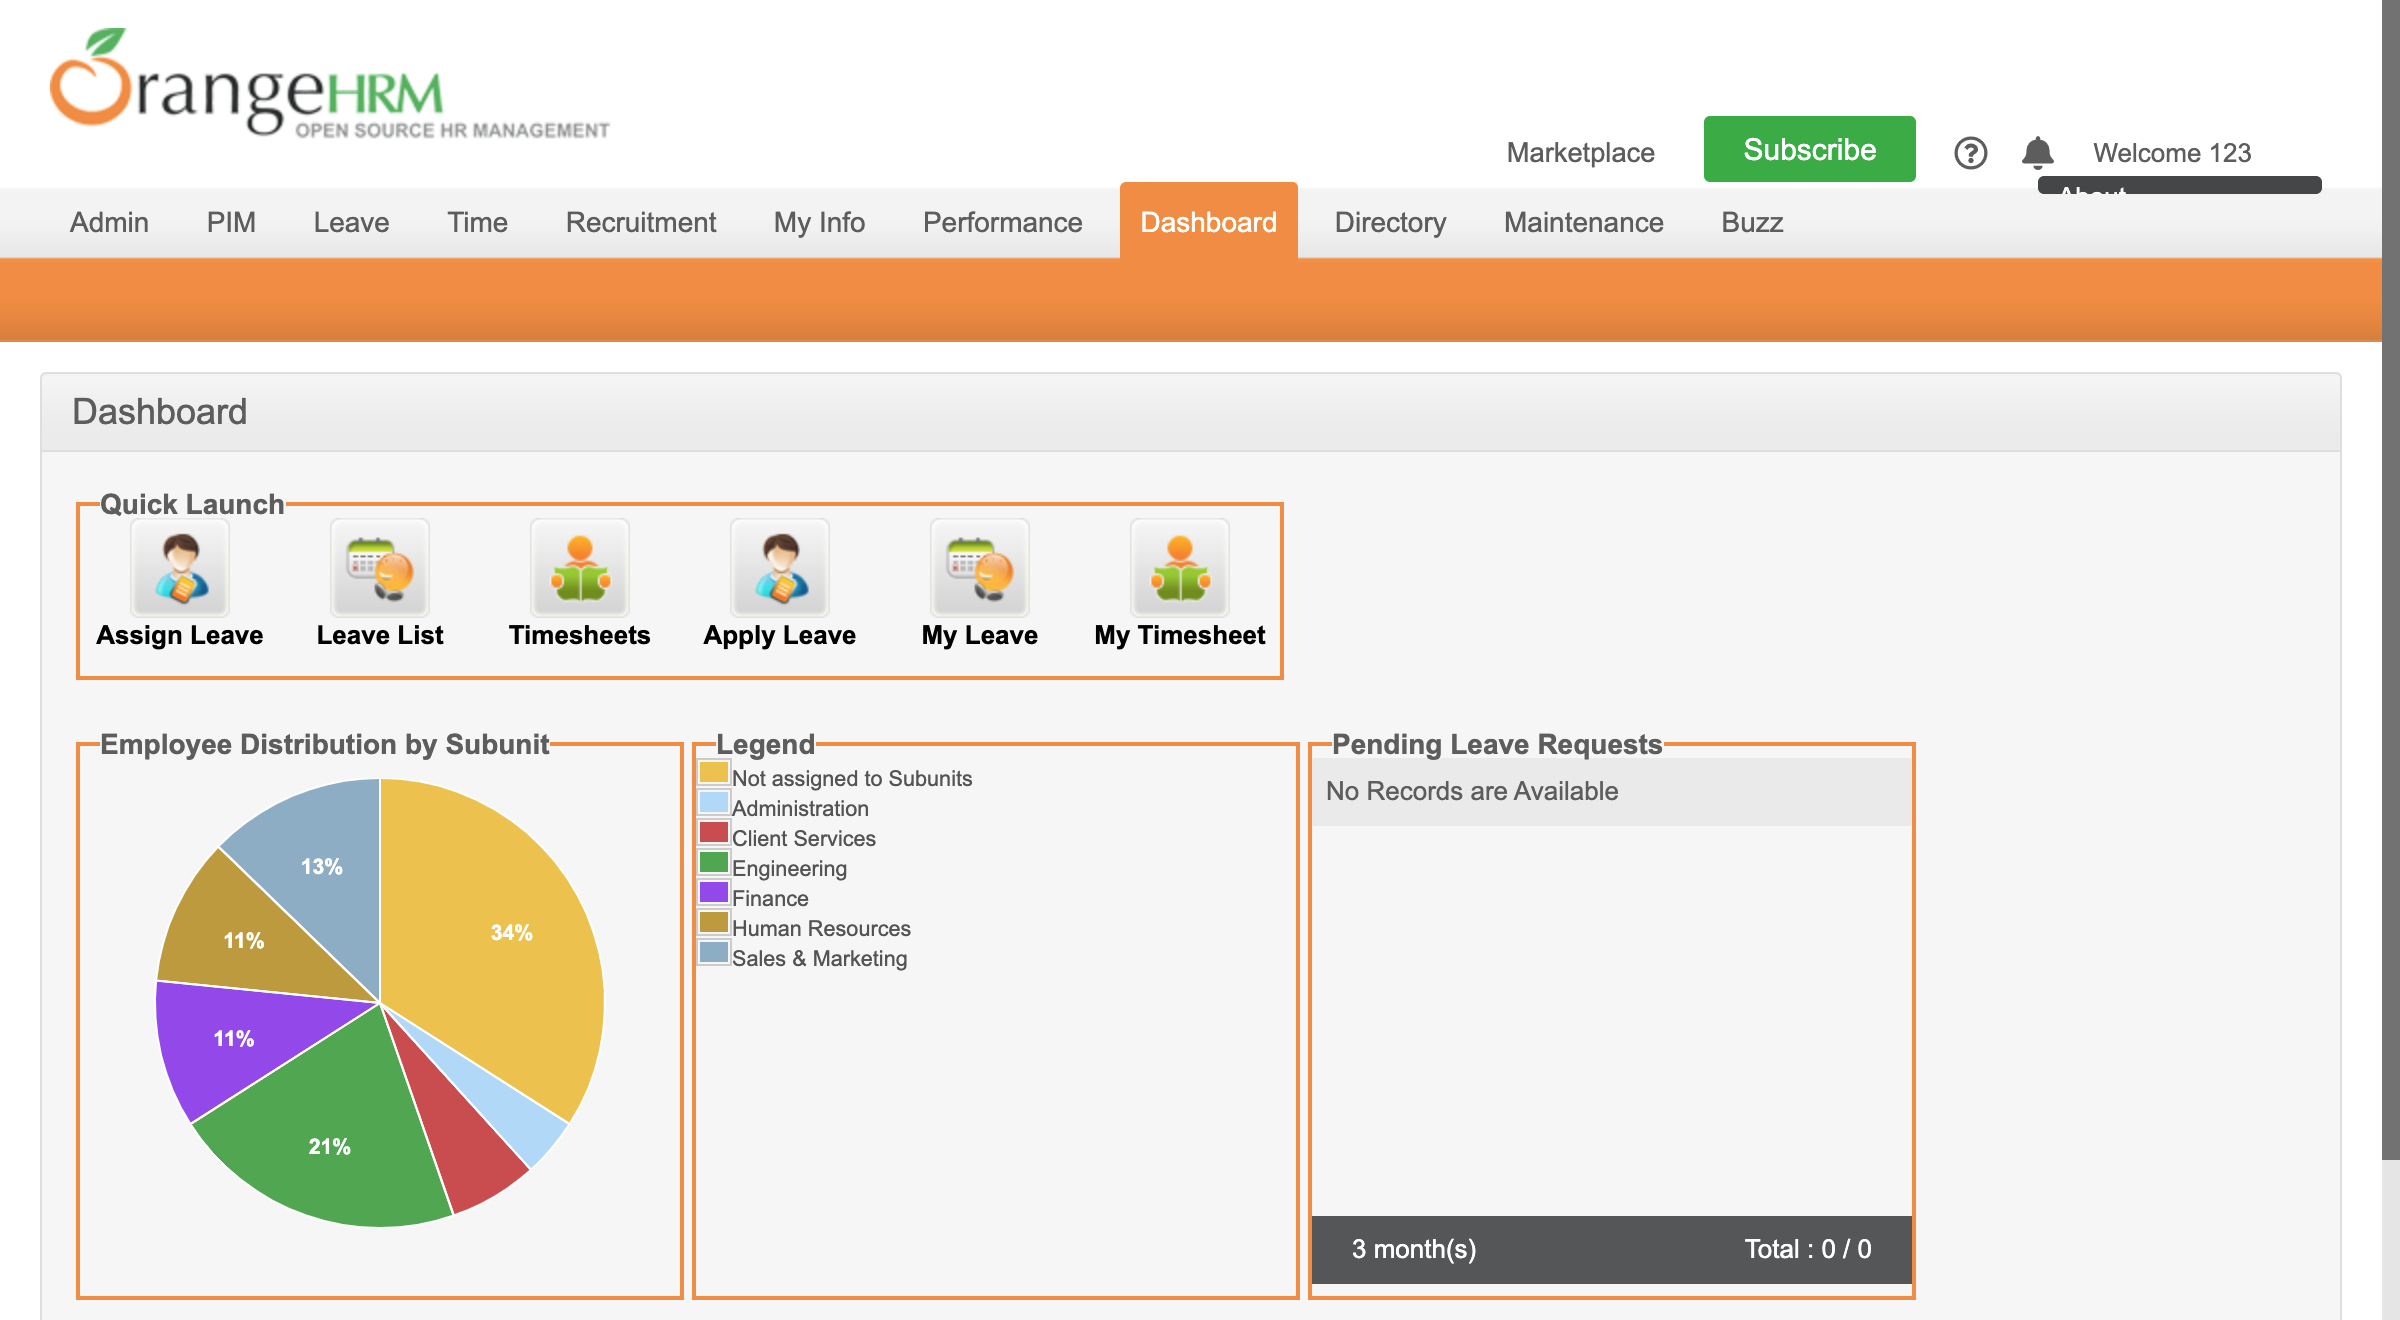 OrangeHRM
OPEN SOURCE HR MANAGEMENT
Marketplace
Subscribe
Welcome 123
About
Admin
PIM
Leave
Time
Recruitment
My Info
Performance
Dashboard
Directory
Maintenance
Buzz
Dashboard
Quick Launch
Assign Leave
Leave List
Timesheets
Apply Leave
My Leave
My Timesheet
Employee Distribution by Subunit
13%
34%
11%
11%
21%
Legend
Not assigned to Subunits
Administration
Client Services
Engineering
Finance
Human Resources
Sales & Marketing
Pending Leave Requests
No Records are Available
3 month(s)
Total : 0 / 0